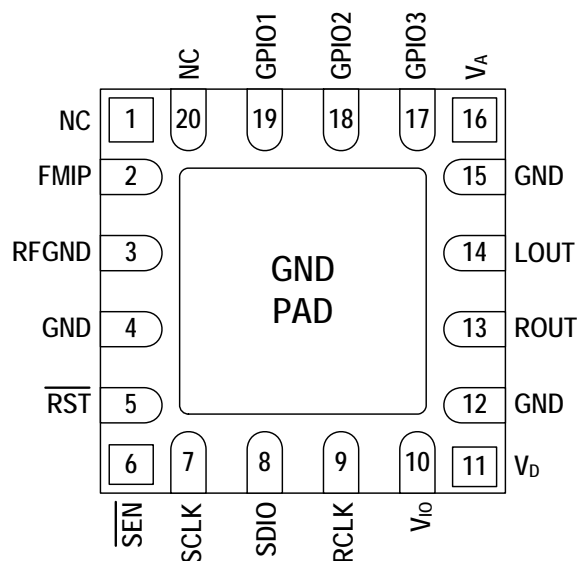 NC
GPIO1
GPIO2
GPIO3
VA
NC 1 20 19 18 17 16
FMIP 2 15 GND
RFGND 3 14 LOUT
GND
PAD
GND 4 13 ROUT
RST 5 12 GND
6 7 8 9 10 11 VD
SEN
SCLK
SDIO
RCLK
VIO